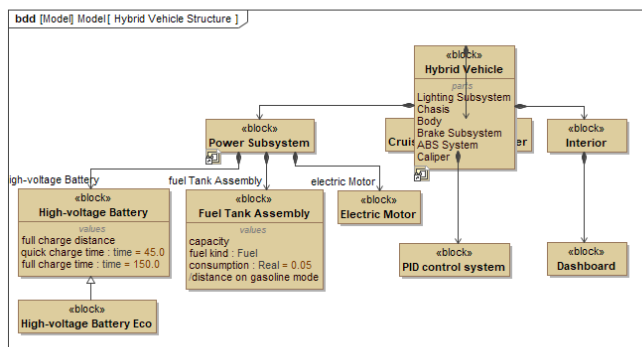 bdd [Model] Model[ Hybrid Vehicle Structure ]
«block»
Hybrid Vehicle
parts
Lighting Subsystem
Chasis
Body
Brake Subsystem
ABS System
Caliper
«block»
Power Subsystem
«block»
Interior
igh-voltage Battery
fuel Tank Assembly
electric Motor
«block»
High-voltage Battery
values
full charge distance
quick charge time : time = 45.0
full charge time : time = 150.0
«block»
Fuel Tank Assembly
values
capacity
fuel kind : Fuel
consumption : Real = 0.05
/distance on gasoline mode
«block»
Electric Motor
«block»
PID control system
«block»
Dashboard
«block»
High-voltage Battery Eco